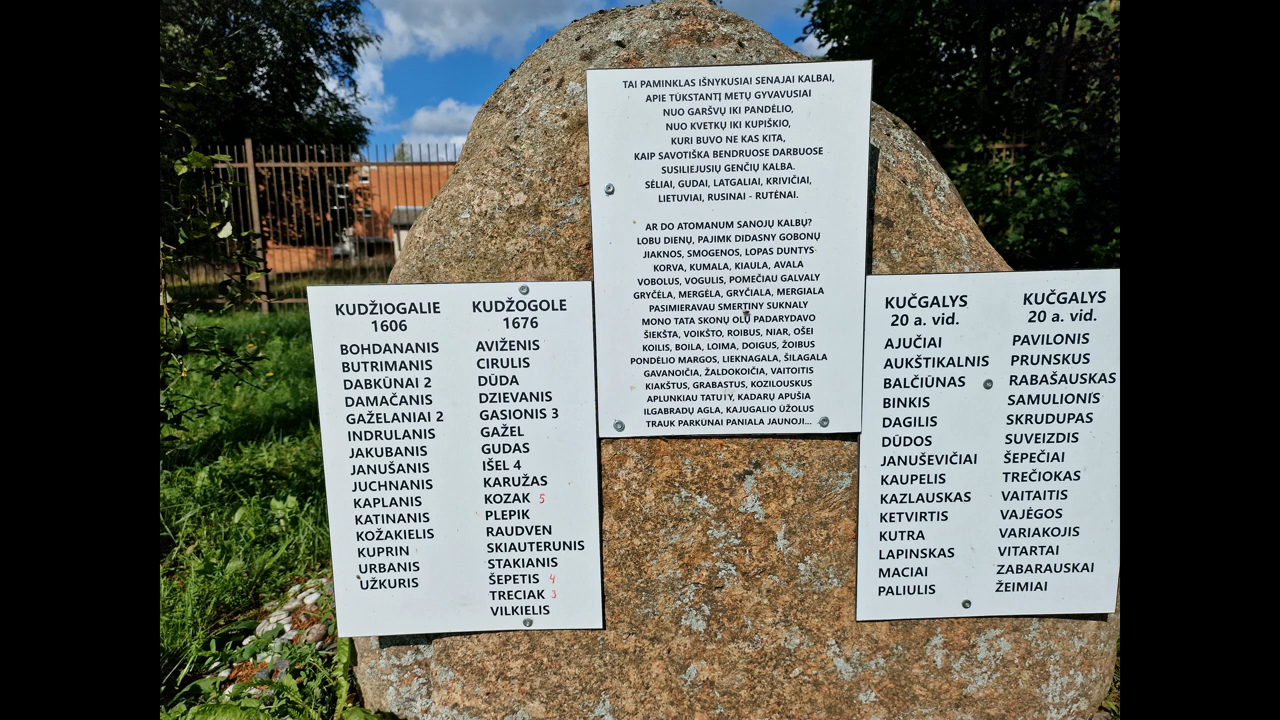 TAI PAMINKLAS IŠNYKUSIAI SENAJAI KALBAI,
APIE TŪKSTANTĮ METŲ GYVAVUSIAI
NUO GARŠVŲ IKI PANDĖLIO,
NUO KVETKŲ IKI KUPIŠKIO,
KURI BUVO NE KAS KITA,
KAIP SAVOTIŠKA BENDRUOSE DARBUOSE
SUSILIEJUSIŲ GENČIŲ KALBA.
SĖLIAI, GUDAI, LATGALIAI, KRIVIČIAI,
LIETUVIAI, RUSINAI - RUTĖNAI.
AR DO ATOMANUM SANOJŲ KALBŲ?
LOBU DIENŲ, PAJIMK DIDASNY GOBONŲ
JIAKNOS, SMOGENOS, LOPAS DUNTYS
KORVA, KUMALA, KIAULA, AVALA
VOBOLUS, VOGULIS, POMEČIAU GALVALY
GRYČĖLA, MERGĖLA, GRYČIALA, MERGIALA
PASIMIERAVAU SMERTINY SUKNALY
MONO TATA SKONŲ OLŲ PADARYDAVO
ŠIEKŠTA, VOIKŠTO, ROIBUS, NIAR, OŠEI
KOILIS, BOILA, LOIMA, DOIGUS, ŽOIBUS
PONDĖLIO MARGOS, LIEKNAGALA, ŠILAGALA
GAVANOIČIA, ŽALDOKOIČIA, VAITOITIS
KIAKŠTUS, GRABASTUS, KOZILOUSKUS
APLUNKIAU TATUIY, KADARŲ APUŠIA
ILGABRADŲ AGLA, KAJUGALIO ŪŽOLUS
TRAUK PARKŪNAI PANIALA JAUNOJI...
KUDŽIOGALIE
1606
BOHDANANIS
BUTRIMANIS
DABKŪNAI 2
DAMAČANIS
GAŽELANIAI 2
INDRULANIS
JAKUBANIS
JANUŠANIS
JUCHNANIS
KAPLANIS
KATINANIS
KOŽAKIELIS
KUPRIN
URBANIS
UŽKURIS
KUDŽOGOLE
1676
AVIŽENIS
CIRULIS
DŪDA
DZIEVANIS
GASIONIS 3
GAŽEL
GUDAS
IŠEL 4
KARUŽAS
KOZAK 5
PLEPIK
RAUDVEN
SKIAUTERUNIS
STAKIANIS
ŠEPETIS 4
TRECIAK 3
VILKIELIS
KUČGALYS
20 a. vid.
AJUČIAI
AUKŠTIKALNIS
BALČIŪNAS
BINKIS
DAGILIS
DŪDOS
JANUŠEVIČIAI
KAUPELIS
KAZLAUSKAS
KETVIRTIS
KUTRA
LAPINSKAS
MACIAI
PALIULIS
KUČGALYS
20 a. vid.
PAVILONIS
PRUNSKUS
RABAŠAUSKAS
SAMULIONIS
SKRUDUPAS
SUVEIZDIS
ŠEPEČIAI
TREČIOKAS
VAITAITIS
VAJĖGOS
VARIAKOJIS
VITARTAI
ZABARAUSKAI
ŽEIMIAI